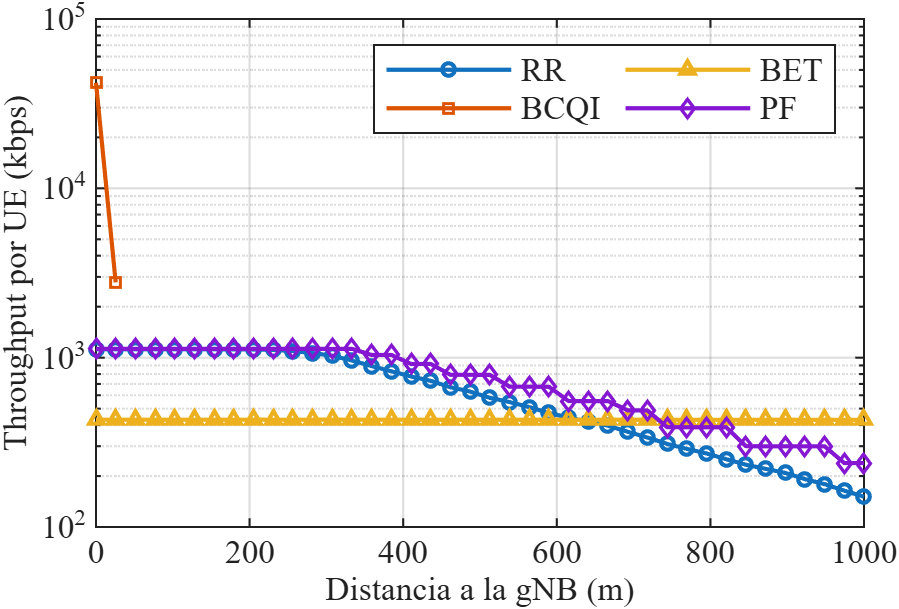 10^5
RR BET
BCQI PF
10^4
Throughput por UE (kbps)
10^3
10^2
0 200 400 600 800 1000
Distancia a la gNB (m)